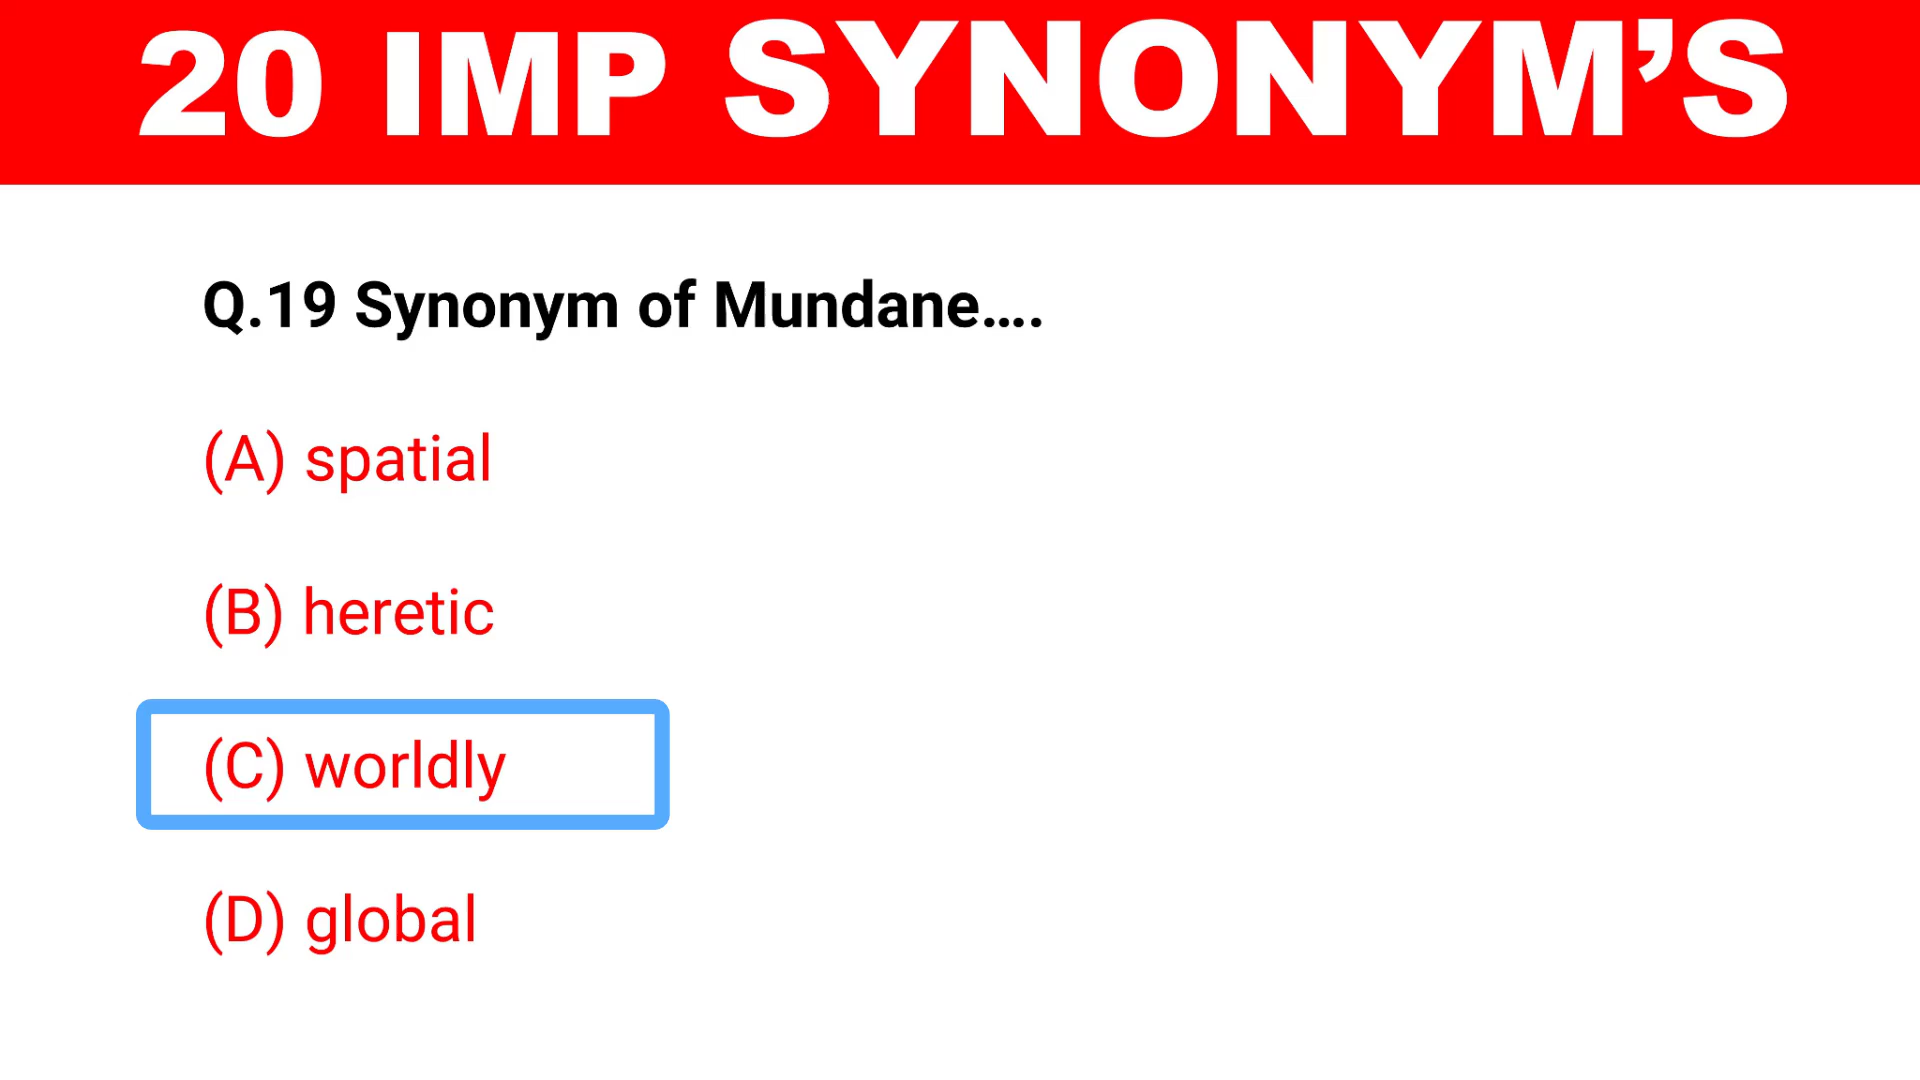 20 IMP SYNONYM’S
Q.19 Synonym of Mundane....
(A) spatial
(B) heretic
(C) worldly
(D) global